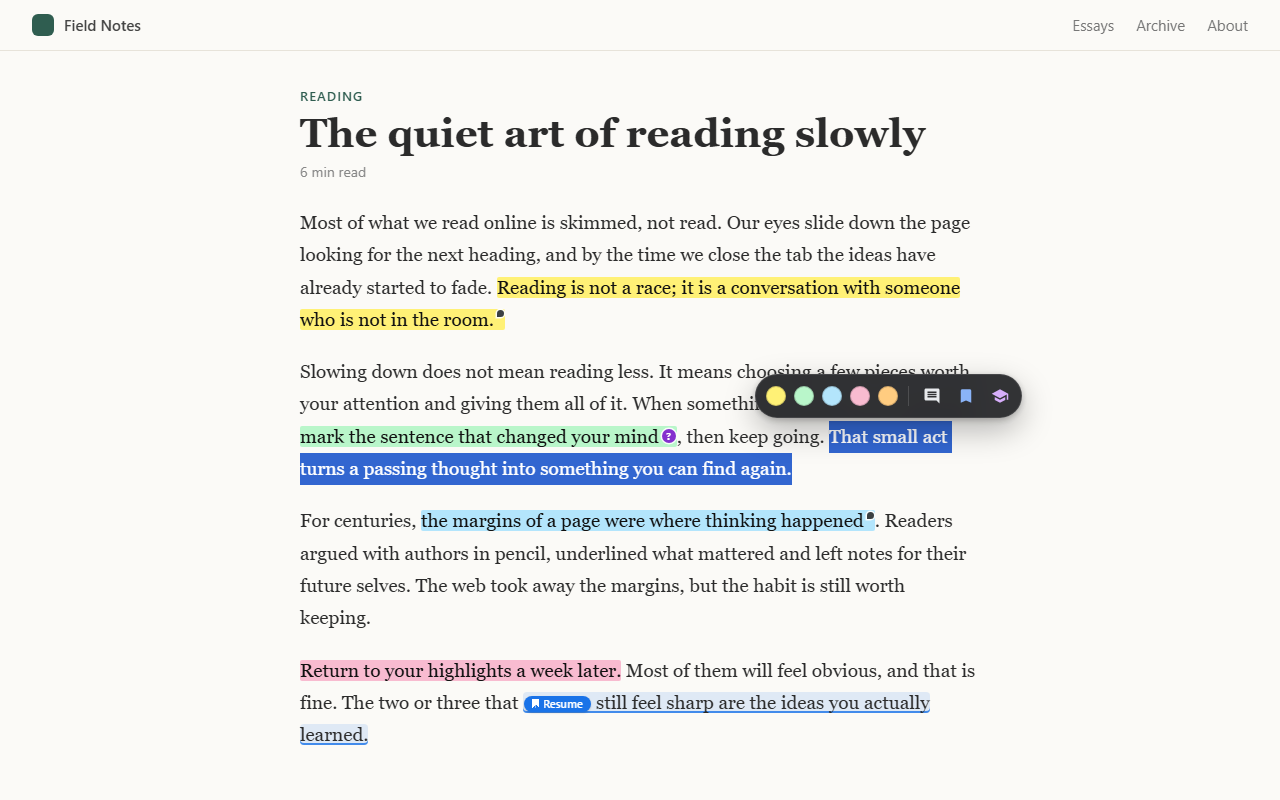 Field Notes
Essays
Archive
About
READING
The quiet art of reading slowly
6 min read
Most of what we read online is skimmed, not read. Our eyes slide down the page
looking for the next heading, and by the time we close the tab the ideas have
already started to fade. Reading is not a race; it is a conversation with someone
who is not in the room.
Slowing down does not mean reading less. It means choosing a few pieces worth
your attention and giving them all of it. When
mark the sentence that changed your mind?, then keep going. That small act
turns a passing thought into something you can find again.
For centuries, the margins of a page were where thinking happened. Readers
argued with authors in pencil, underlined what mattered and left notes for their
future selves. The web took away the margins, but the habit is still worth
keeping.
Return to your highlights a week later. Most of them will feel obvious, and that is
fine. The two or three that Resume still feel sharp are the ideas you actually
learned.